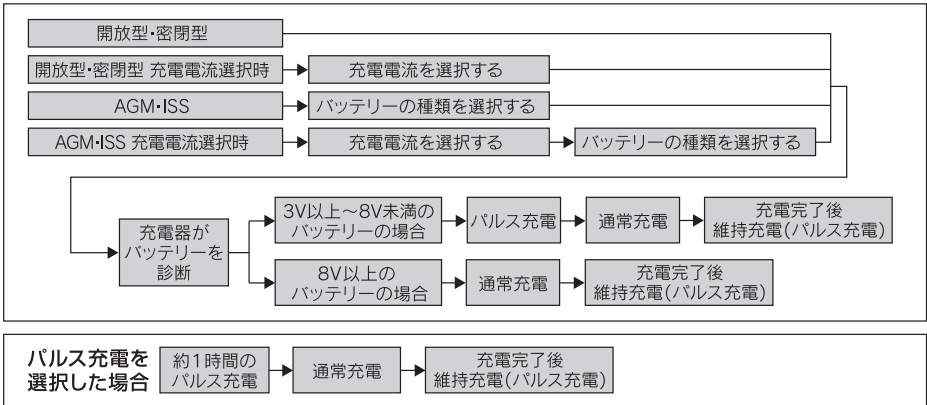 開放型・密閉型
開放型・密閉型 充電電流選択時
充電電流を選択する
AGM・ISS
バッテリーの種類を選択する
AGM・ISS 充電電流選択時
充電電流を選択する
バッテリーの種類を選択する
充電器が
バッテリーを
診断
3V以上～8V未満の
バッテリーの場合
パルス充電
通常充電
充電完了後
維持充電(パルス充電)
8V以上の
バッテリーの場合
通常充電
充電完了後
維持充電(パルス充電)
パルス充電を
選択した場合
約1時間の
パルス充電
通常充電
充電完了後
維持充電(パルス充電)